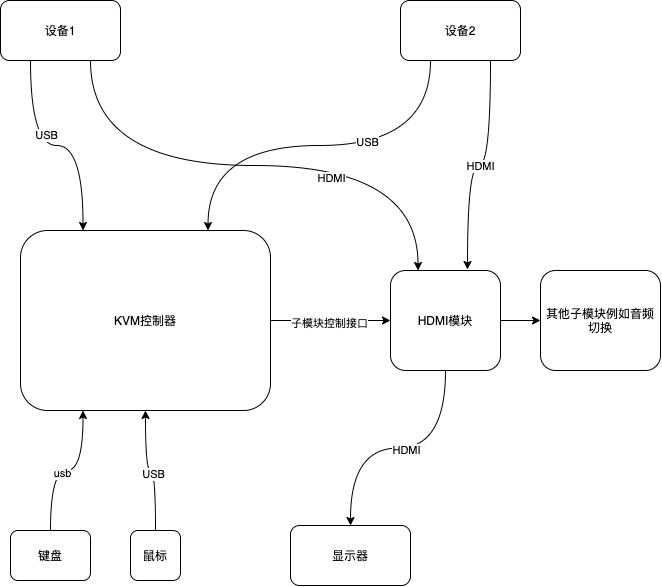 设备1
设备2
USB
USB
HDMI
HDMI
KVM控制器
子模块控制接口
HDMI模块
其他子模块例如音频
切换
usb
USB
HDMI
键盘
鼠标
显示器